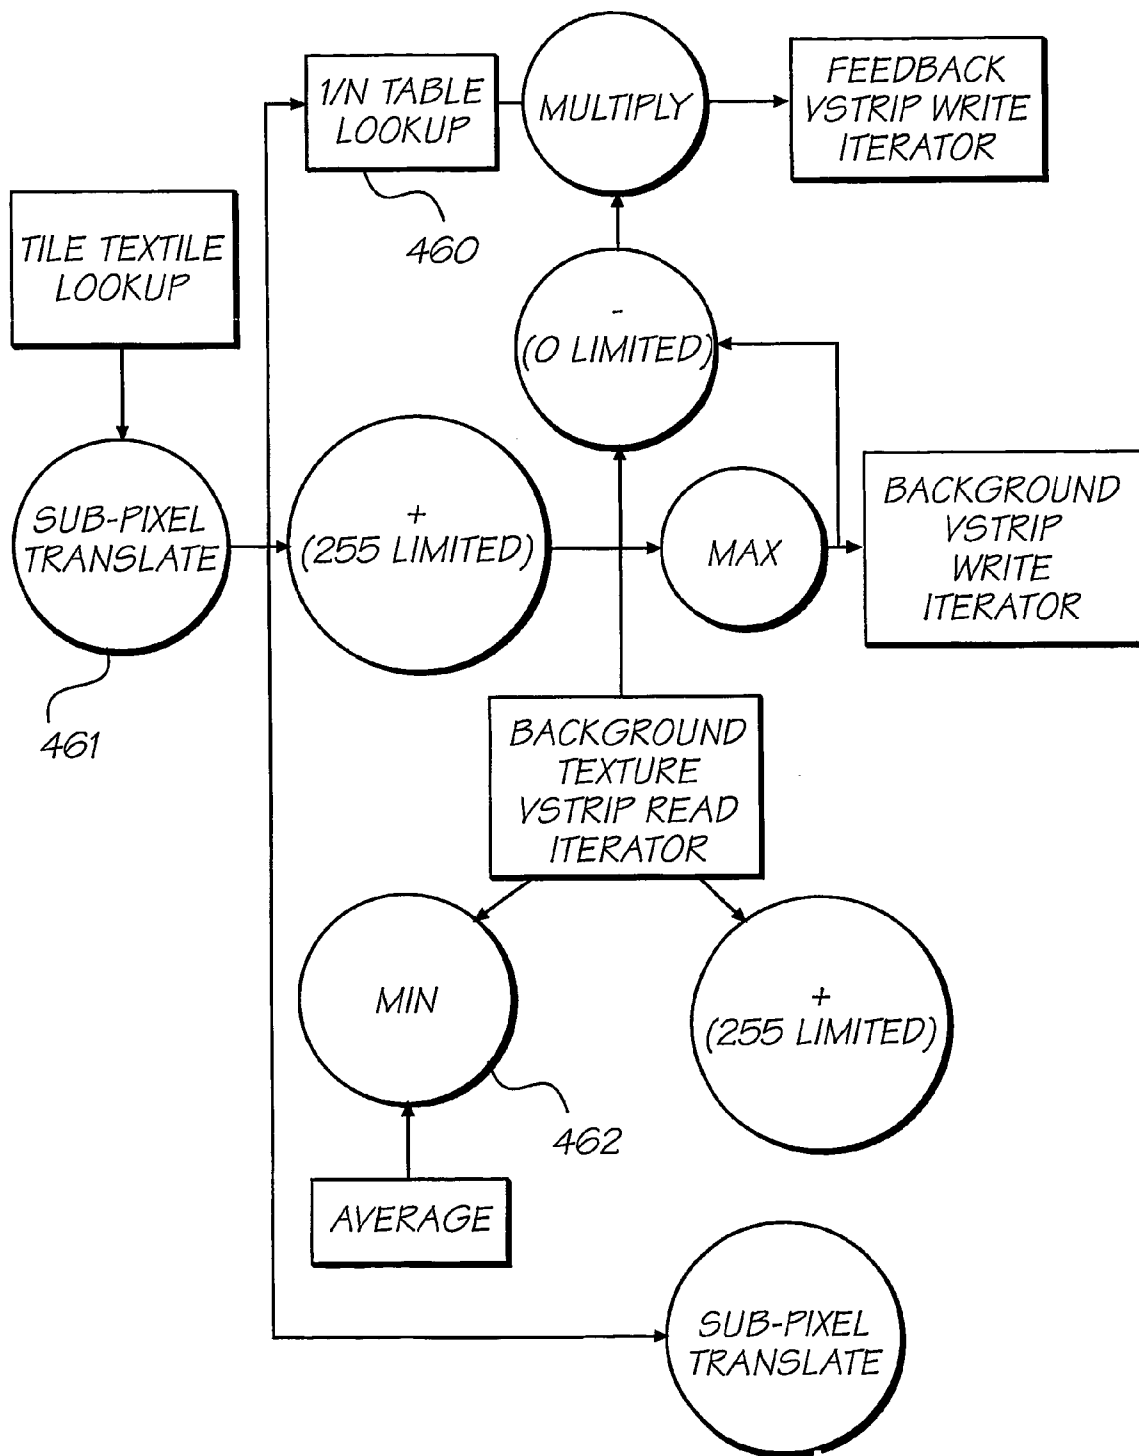 1/N TABLE
LOOKUP
MULTIPLY
FEEDBACK
VSTRIP WRITE
ITERATOR
460
TILE TEXTILE
LOOKUP
-
(0 LIMITED)
SUB-PIXEL
TRANSLATE
+
(255 LIMITED)
MAX
BACKGROUND
VSTRIP
WRITE
ITERATOR
461
BACKGROUND
TEXTURE
VSTRIP READ
ITERATOR
MIN
+
(255 LIMITED)
462
AVERAGE
SUB-PIXEL
TRANSLATE